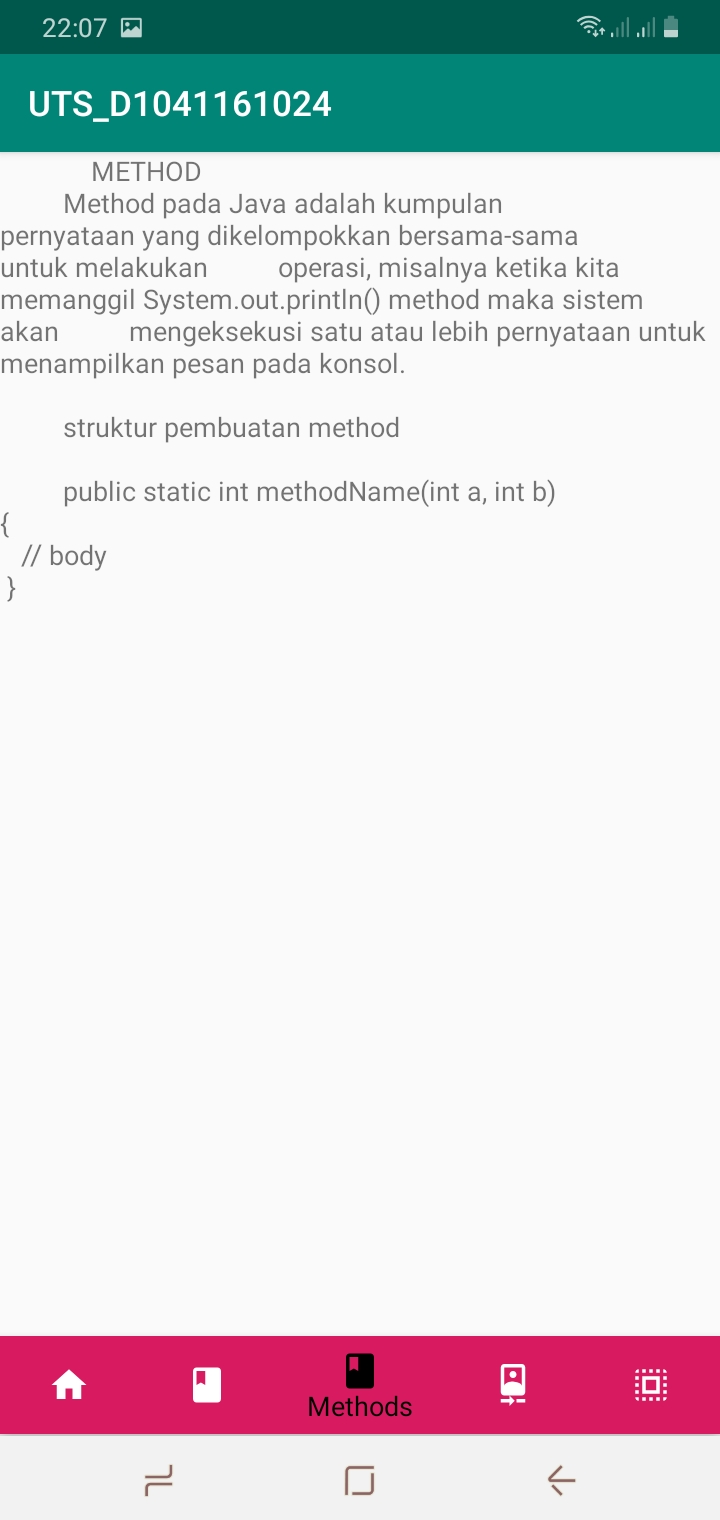 22:07
UTS_D1041161024
METHOD
Method pada Java adalah kumpulan
pernyataan yang dikelompokkan bersama-sama
untuk melakukan operasi, misalnya ketika kita
memanggil System.out.println() method maka sistem
akan mengeksekusi satu atau lebih pernyataan untuk
menampilkan pesan pada konsol.
struktur pembuatan method
public static int methodName(int a, int b)
{
// body
}
Methods